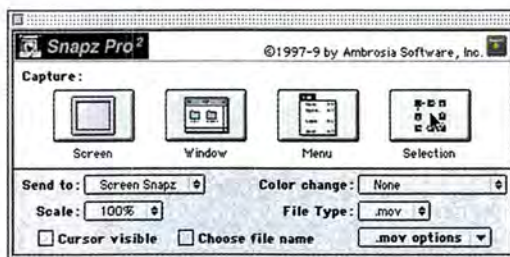 Snapz Pro 2
©1997-9 by Ambrosia Software, Inc.
Capture:
Screen Window Menu Selection
Send to: Screen Snapz Color change: None
Scale: 100% File Type: .mov
Cursor visible Choose file name .mov options